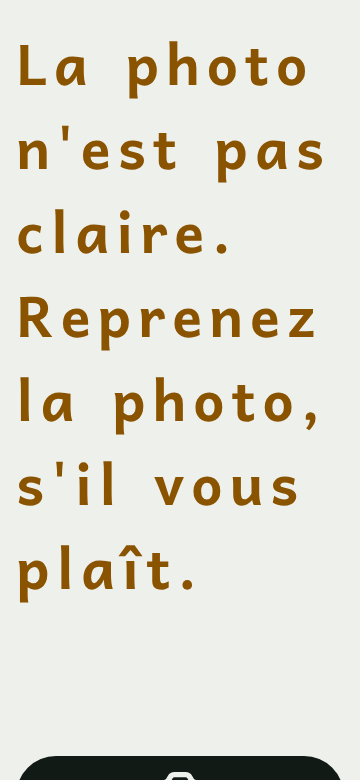 La photo
n'est pas
claire.
Reprenez
la photo,
s'il vous
plaît.